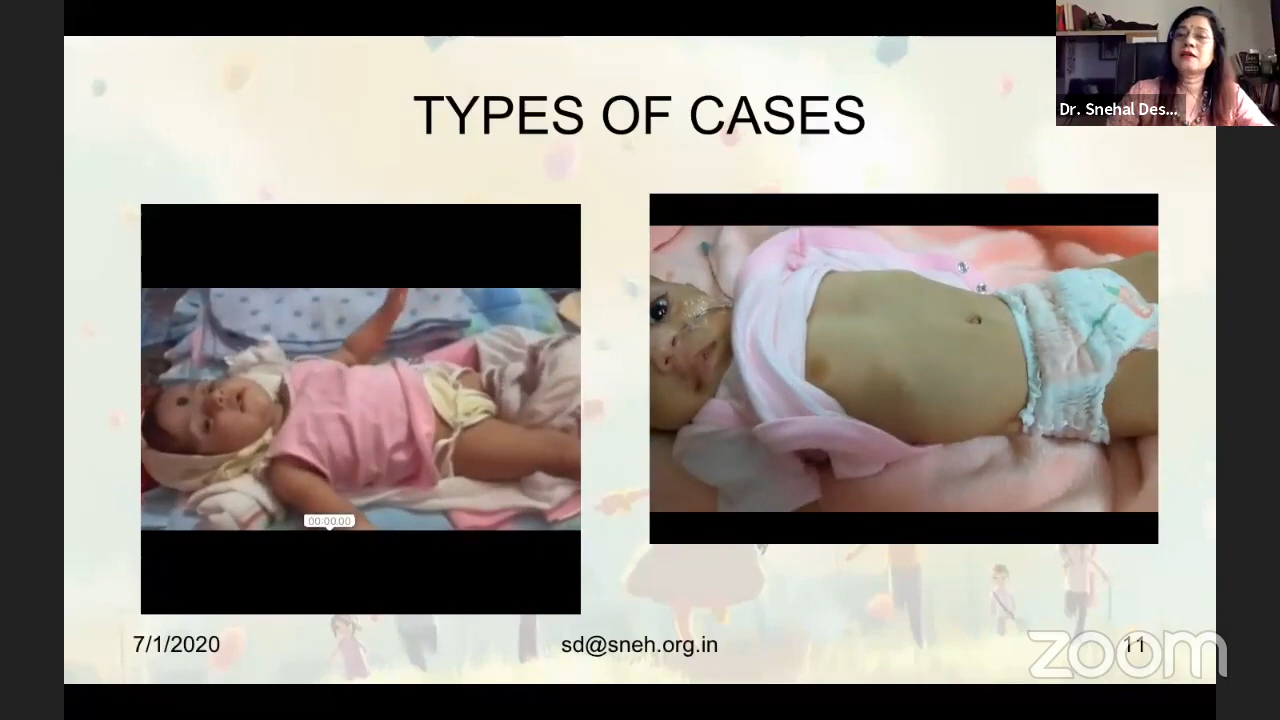 Dr. Snehal Des...
TYPES OF CASES
00:00.00
7/1/2020
sd@sneh.org.in
11
zoom